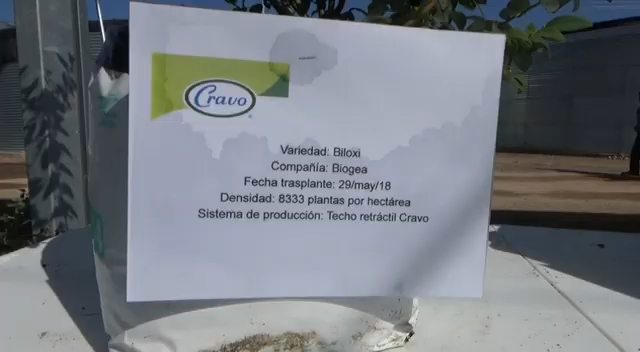 Cravo
Variedad: Biloxi
Compañía: Biogea
Fecha trasplante: 29/may/18
Densidad: 8333 plantas por hectárea
Sistema de producción: Techo retráctil Cravo